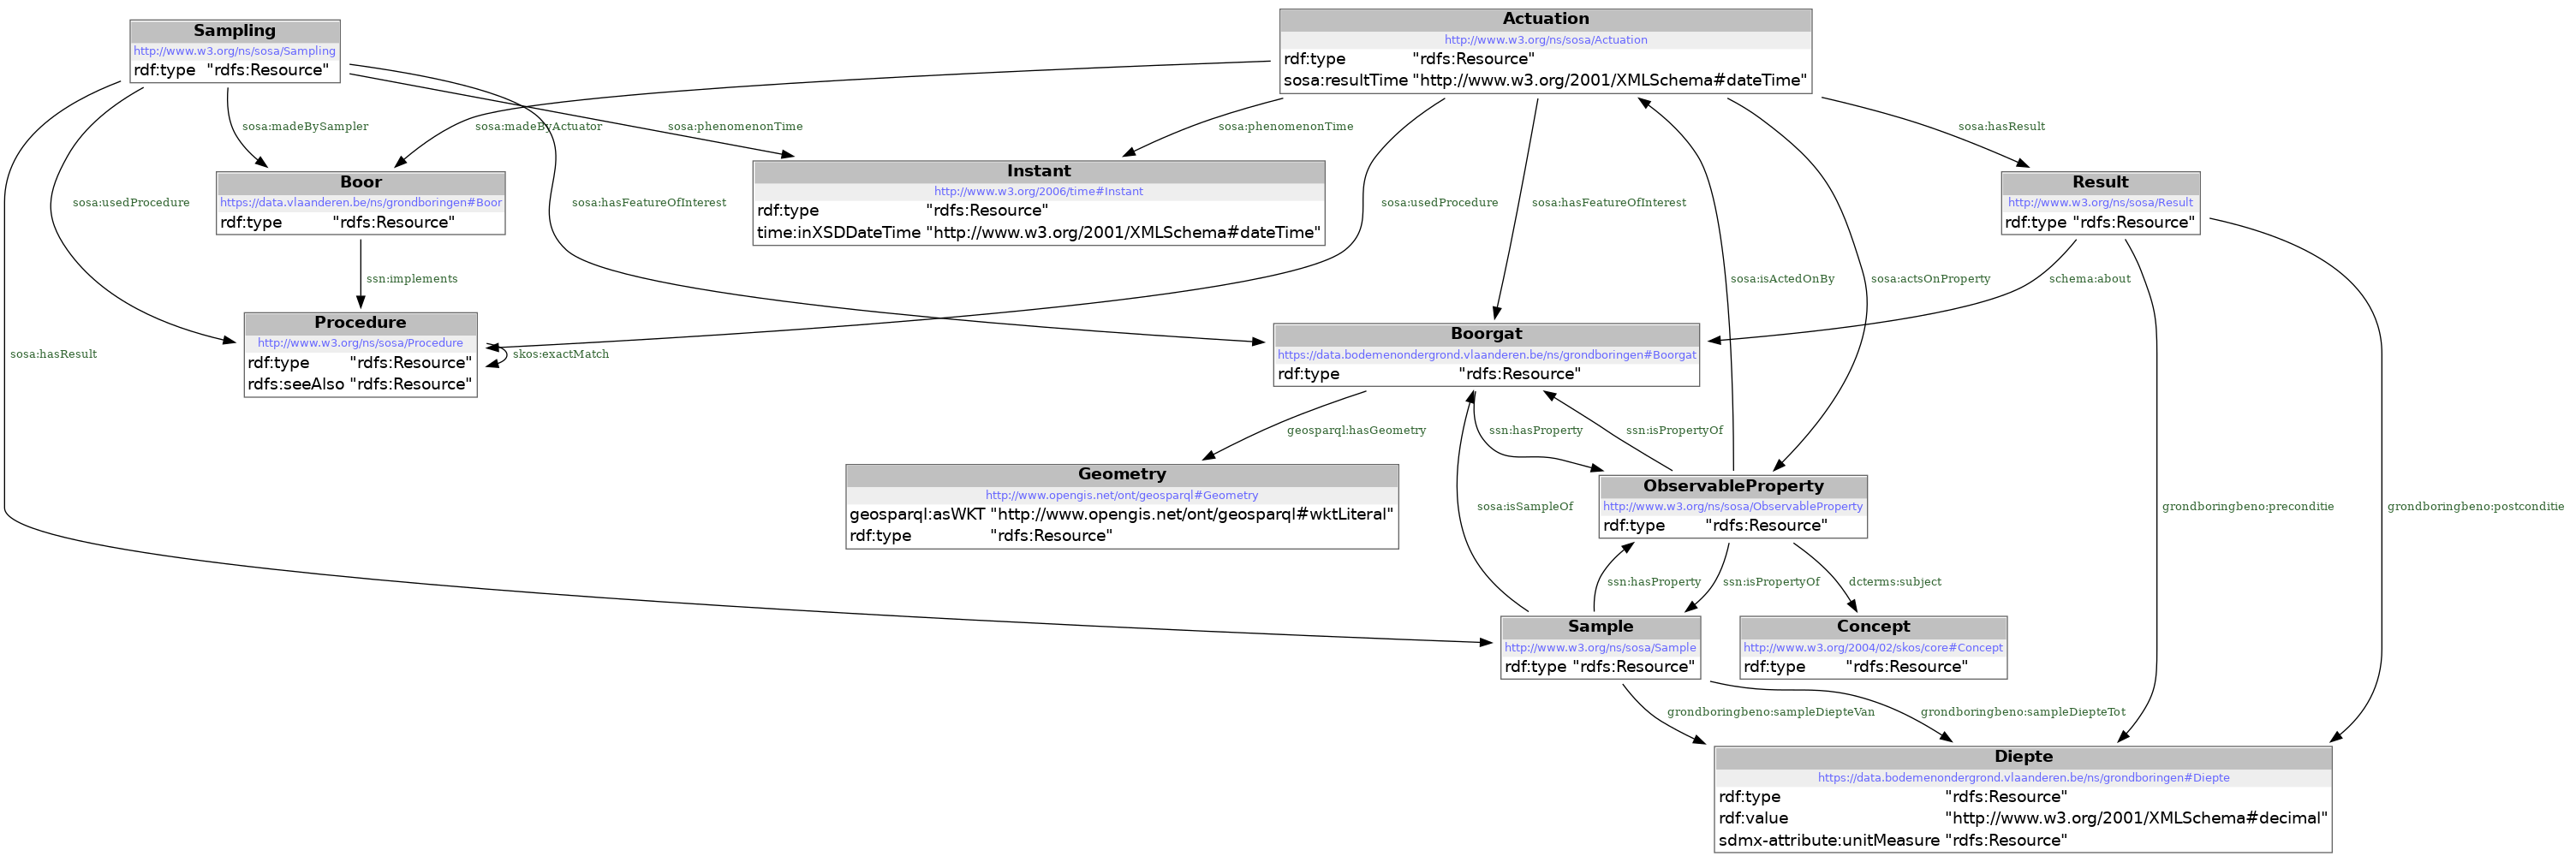 Sampling
http://www.w3.org/ns/sosa/Sampling
rdf:type "rdfs:Resource"
Actuation
http://www.w3.org/ns/sosa/Actuation
rdf:type "rdfs:Resource"
sosa:resultTime "http://www.w3.org/2001/XMLSchema#dateTime"
sosa:madeBySampler
sosa:madeByActuator
sosa:phenomenonTime
sosa:phenomenonTime
sosa:hasResult
Boor
https://data.vlaanderen.be/ns/grondboringen#Boor
rdf:type "rdfs:Resource"
Instant
http://www.w3.org/2006/time#Instant
rdf:type "rdfs:Resource"
time:inXSDDateTime "http://www.w3.org/2001/XMLSchema#dateTime"
Result
http://www.w3.org/ns/sosa/Result
rdf:type "rdfs:Resource"
sosa:usedProcedure
sosa:hasFeatureOfInterest
sosa:usedProcedure
sosa:hasFeatureOfInterest
ssn:implements
sosa:isActedOnBy
sosa:actsOnProperty
schema:about
Procedure
http://www.w3.org/ns/sosa/Procedure
rdf:type "rdfs:Resource"
rdfs:seeAlso "rdfs:Resource"
sosa:hasResult
skos:exactMatch
Boorgat
https://data.bodemenondergrond.vlaanderen.be/ns/grondboringen#Boorgat
rdf:type "rdfs:Resource"
geosparql:hasGeometry
ssn:hasProperty
ssn:isPropertyOf
Geometry
http://www.opengis.net/ont/geosparql#Geometry
geosparql:asWKT "http://www.opengis.net/ont/geosparql#wktLiteral"
rdf:type "rdfs:Resource"
sosa:isSampleOf
ObservableProperty
http://www.w3.org/ns/sosa/ObservableProperty
rdf:type "rdfs:Resource"
grondboringbeno:preconditie
grondboringbeno:postconditie
ssn:hasProperty
ssn:isPropertyOf
dcterms:subject
Sample
http://www.w3.org/ns/sosa/Sample
rdf:type "rdfs:Resource"
Concept
http://www.w3.org/2004/02/skos/core#Concept
rdf:type "rdfs:Resource"
grondboringbeno:sampleDiepteVan
grondboringbeno:sampleDiepteTot
Diepte
https://data.bodemenondergrond.vlaanderen.be/ns/grondboringen#Diepte
rdf:type "rdfs:Resource"
rdf:value "http://www.w3.org/2001/XMLSchema#decimal"
sdmx-attribute:unitMeasure "rdfs:Resource"